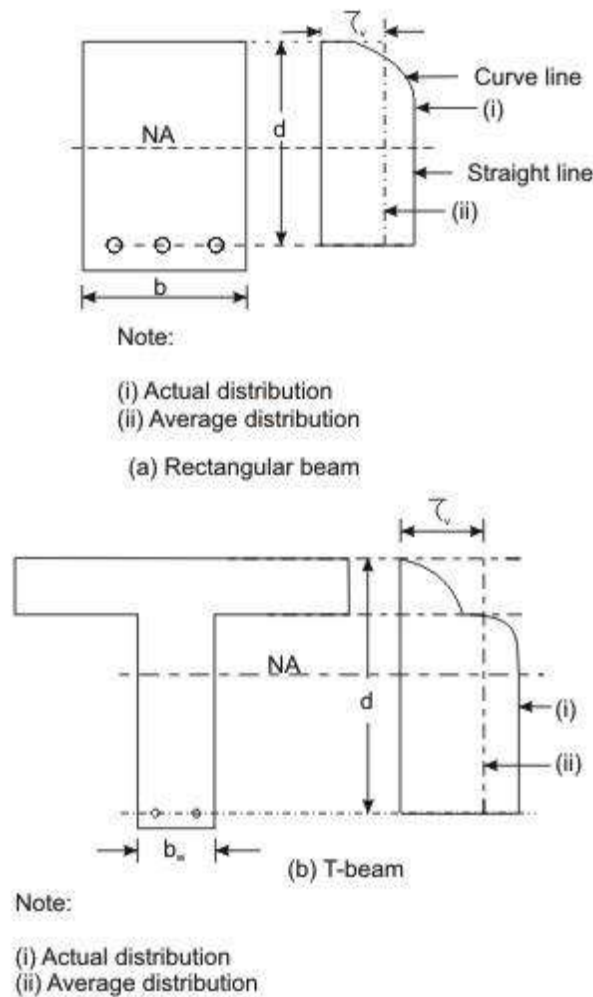 τᵥ
Curve line
(i)
NA
d
Straight line
(ii)
b
Note:
(i) Actual distribution
(ii) Average distribution
(a) Rectangular beam
τᵥ
NA
d
(i)
(ii)
b
(b) T-beam
Note:
(i) Actual distribution
(ii) Average distribution